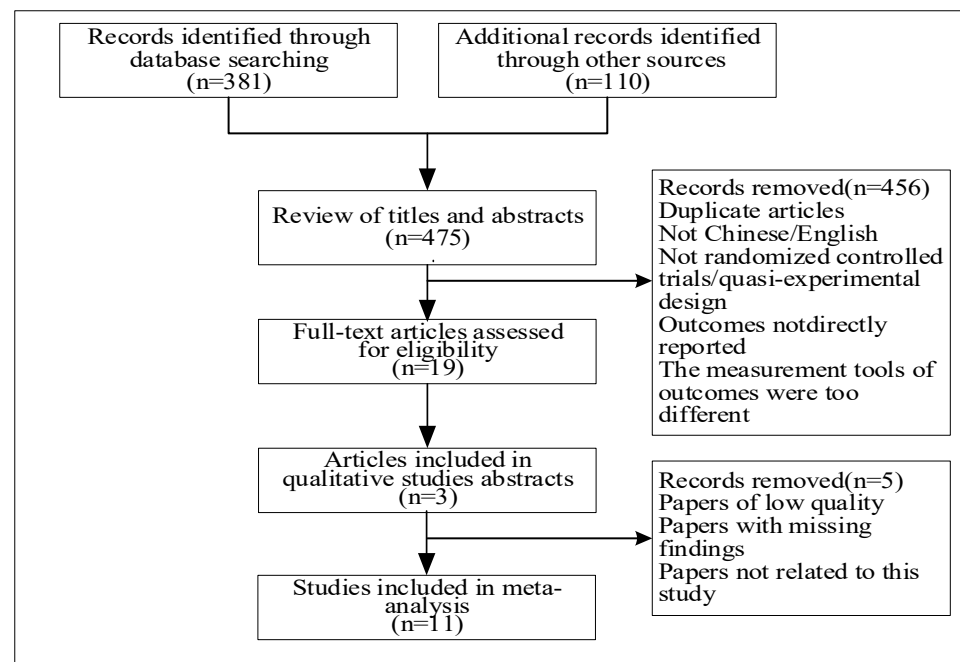 Records identified through
database searching
(n=381)
Additional records identified
through other sources
(n=110)
Review of titles and abstracts
(n=475)
.
Records removed(n=456)
Duplicate articles
Not Chinese/English
Not randomized controlled
trials/quasi-experimental
design
Outcomes notdirectly
reported
The measurement tools of
outcomes were too
different
Full-text articles assessed
for eligibility
(n=19)
Articles included in
qualitative studies abstracts
(n=3)
Records removed(n=5)
Papers of low quality
Papers with missing
findings
Papers not related to this
study
Studies included in meta-
analysis
(n=11)